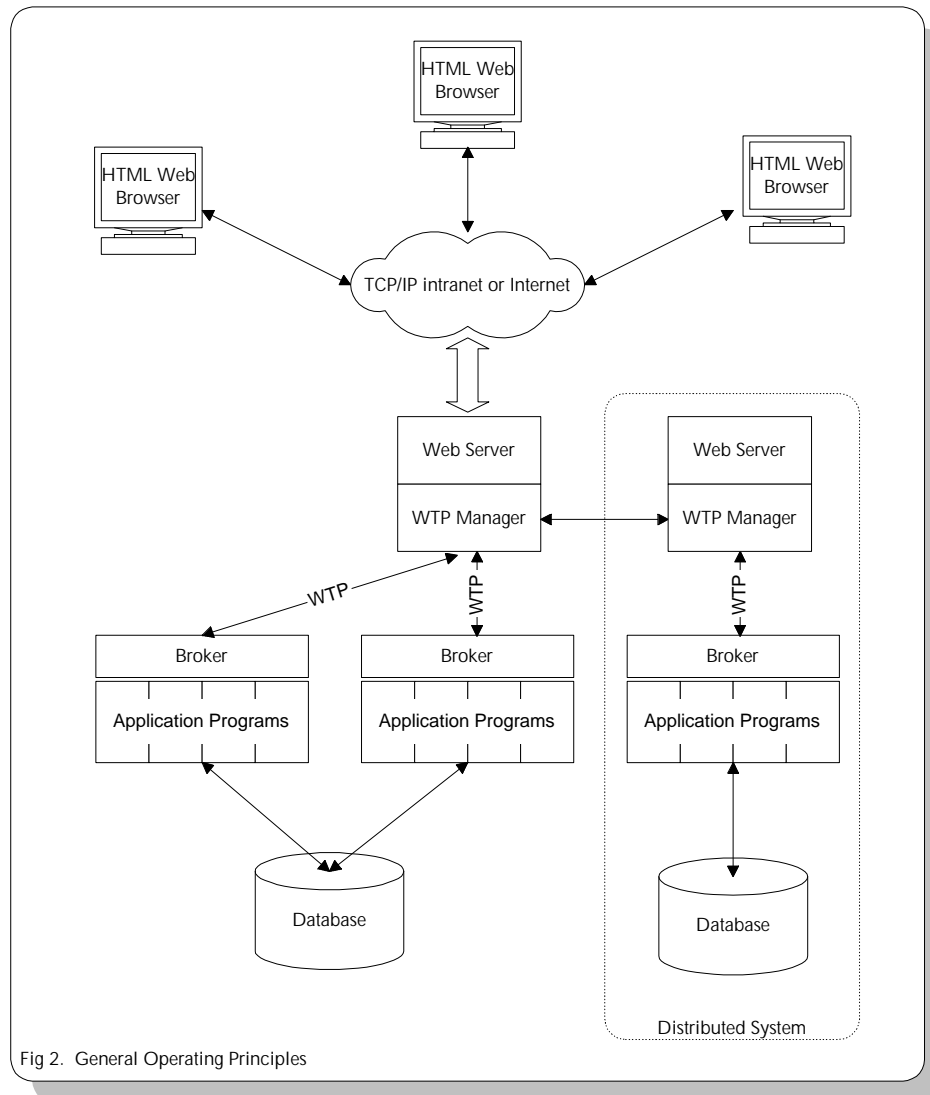 HTML Web
Browser
HTML Web
Browser
HTML Web
Browser
TCP/IP intranet or Internet
Web Server
WTP Manager
Web Server
WTP Manager
WTP
WTP
WTP
Broker
Broker
Broker
Application Programs
Application Programs
Application Programs
Database
Database
Distributed System
Fig 2. General Operating Principles